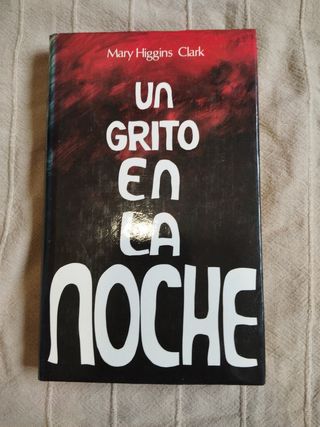 Mary Higgins Clark
un
GRITO
En
LA
nOCHE